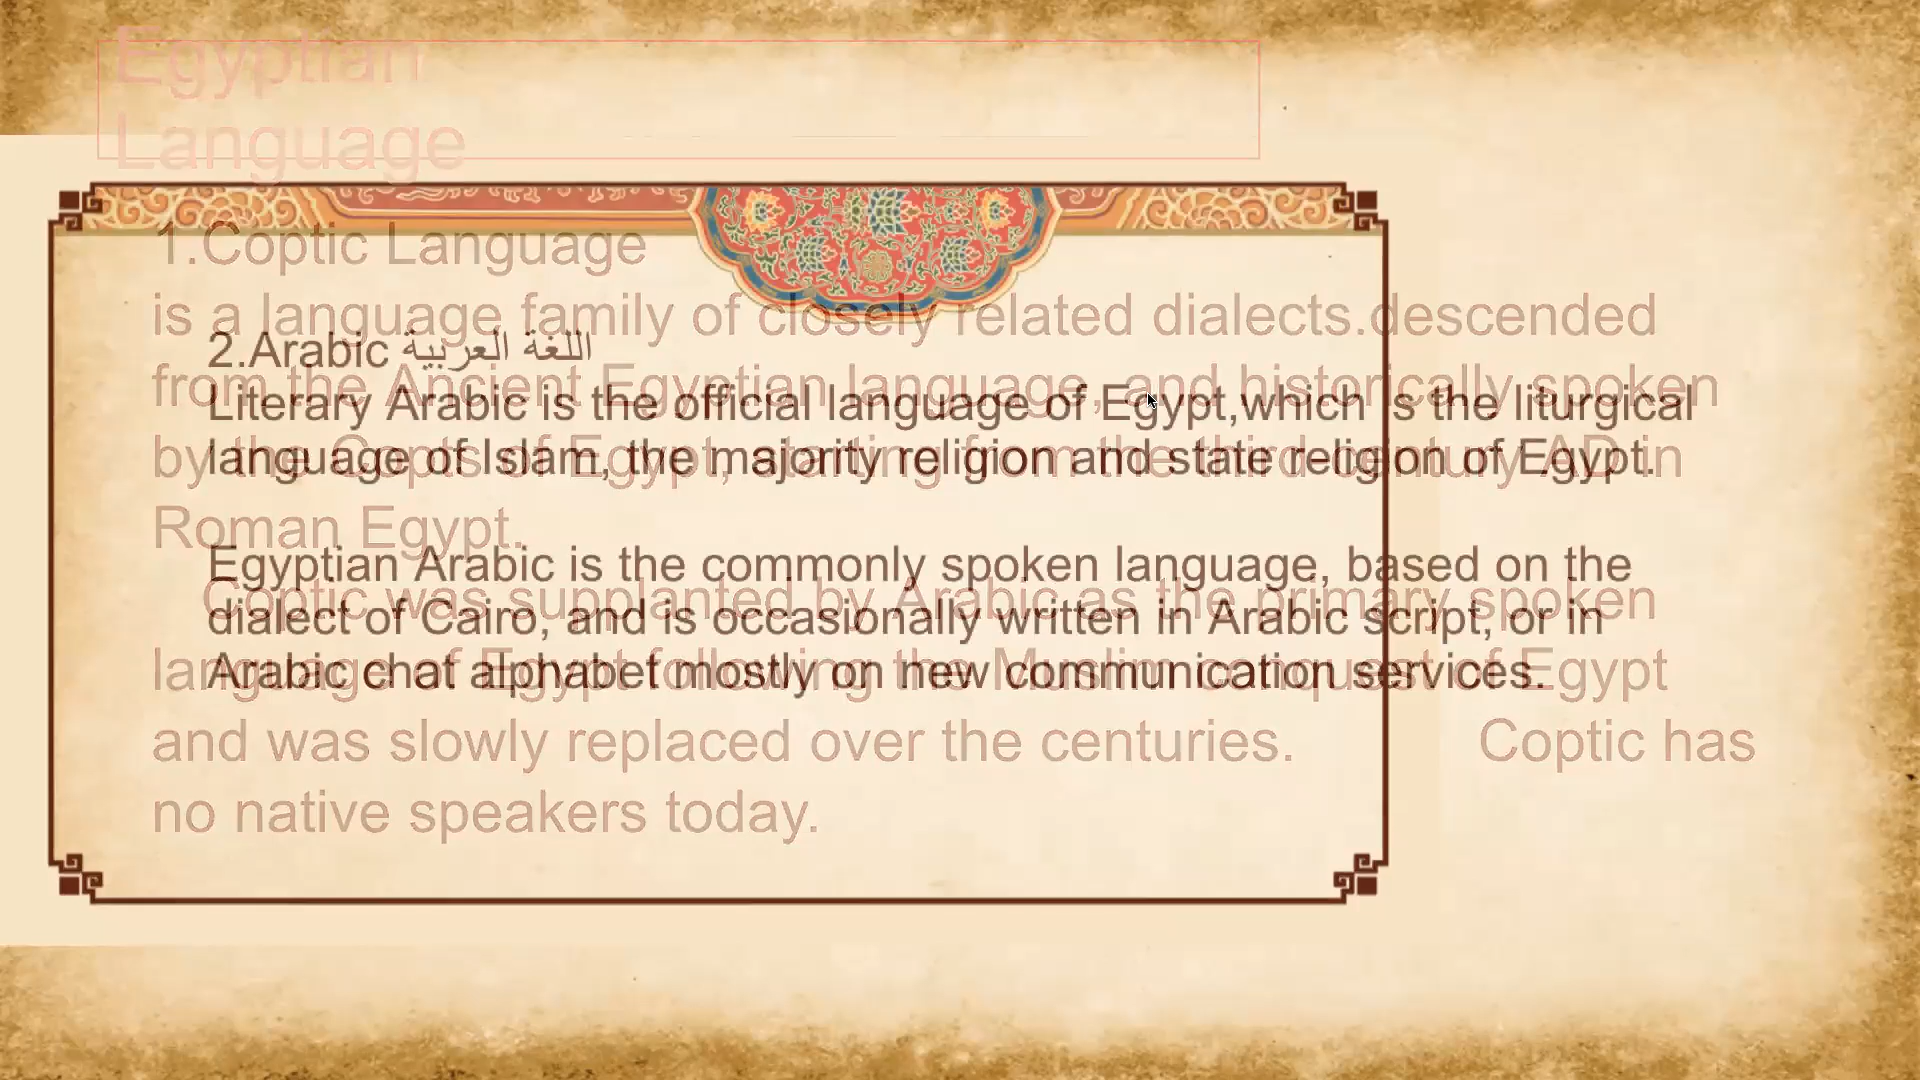 Egyptian
Language
1.Coptic Language
is a language family of closely related dialects.descended
from the Ancient Egyptian language, and historically spoken
by the Copts of Egypt, starting from the third century AD in
Roman Egypt.
Coptic was supplanted by Arabic as the primary spoken
language of Egypt following the Muslim conquest of Egypt
and was slowly replaced over the centuries. Coptic has
no native speakers today.
2.Arabic اللغة العربية
Literary Arabic is the official language of Egypt,which is the liturgical
language of Islam, the majority religion and state religion of Egypt.
Egyptian Arabic is the commonly spoken language, based on the
dialect of Cairo, and is occasionally written in Arabic script, or in
Arabic chat alphabet mostly on new communication services.